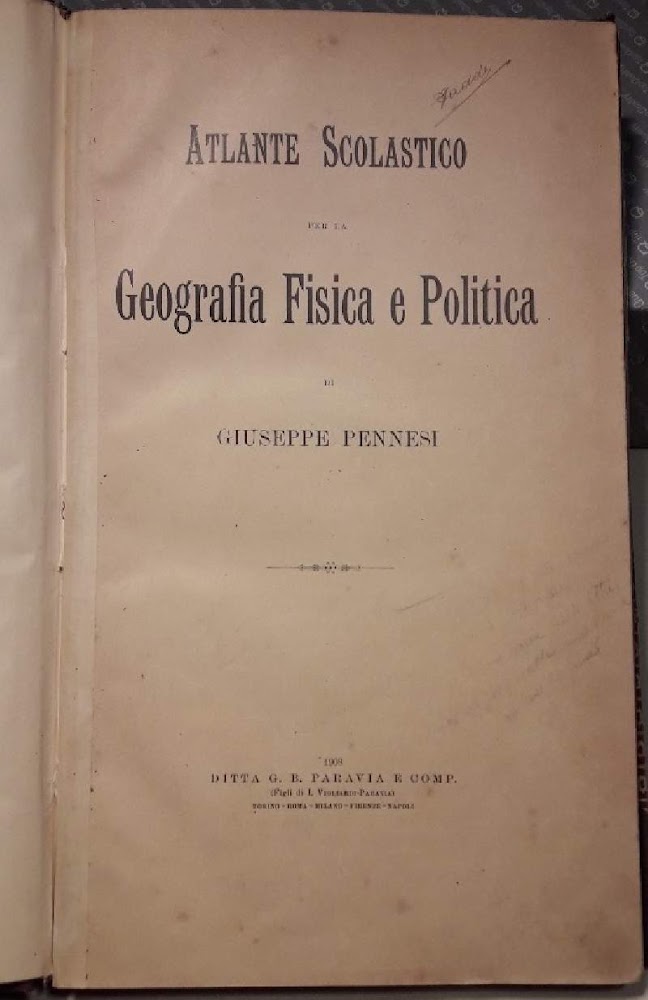 ATLANTE SCOLASTICO
PER LA
Geografia Fisica e Politica
DI
GIUSEPPE PENNESI
1908
DITTA G. B. PARAVIA E COMP.
(Figli di I. VIGLIARDI-PARAVIA)
TORINO - ROMA - MILANO - FIRENZE - NAPOLI